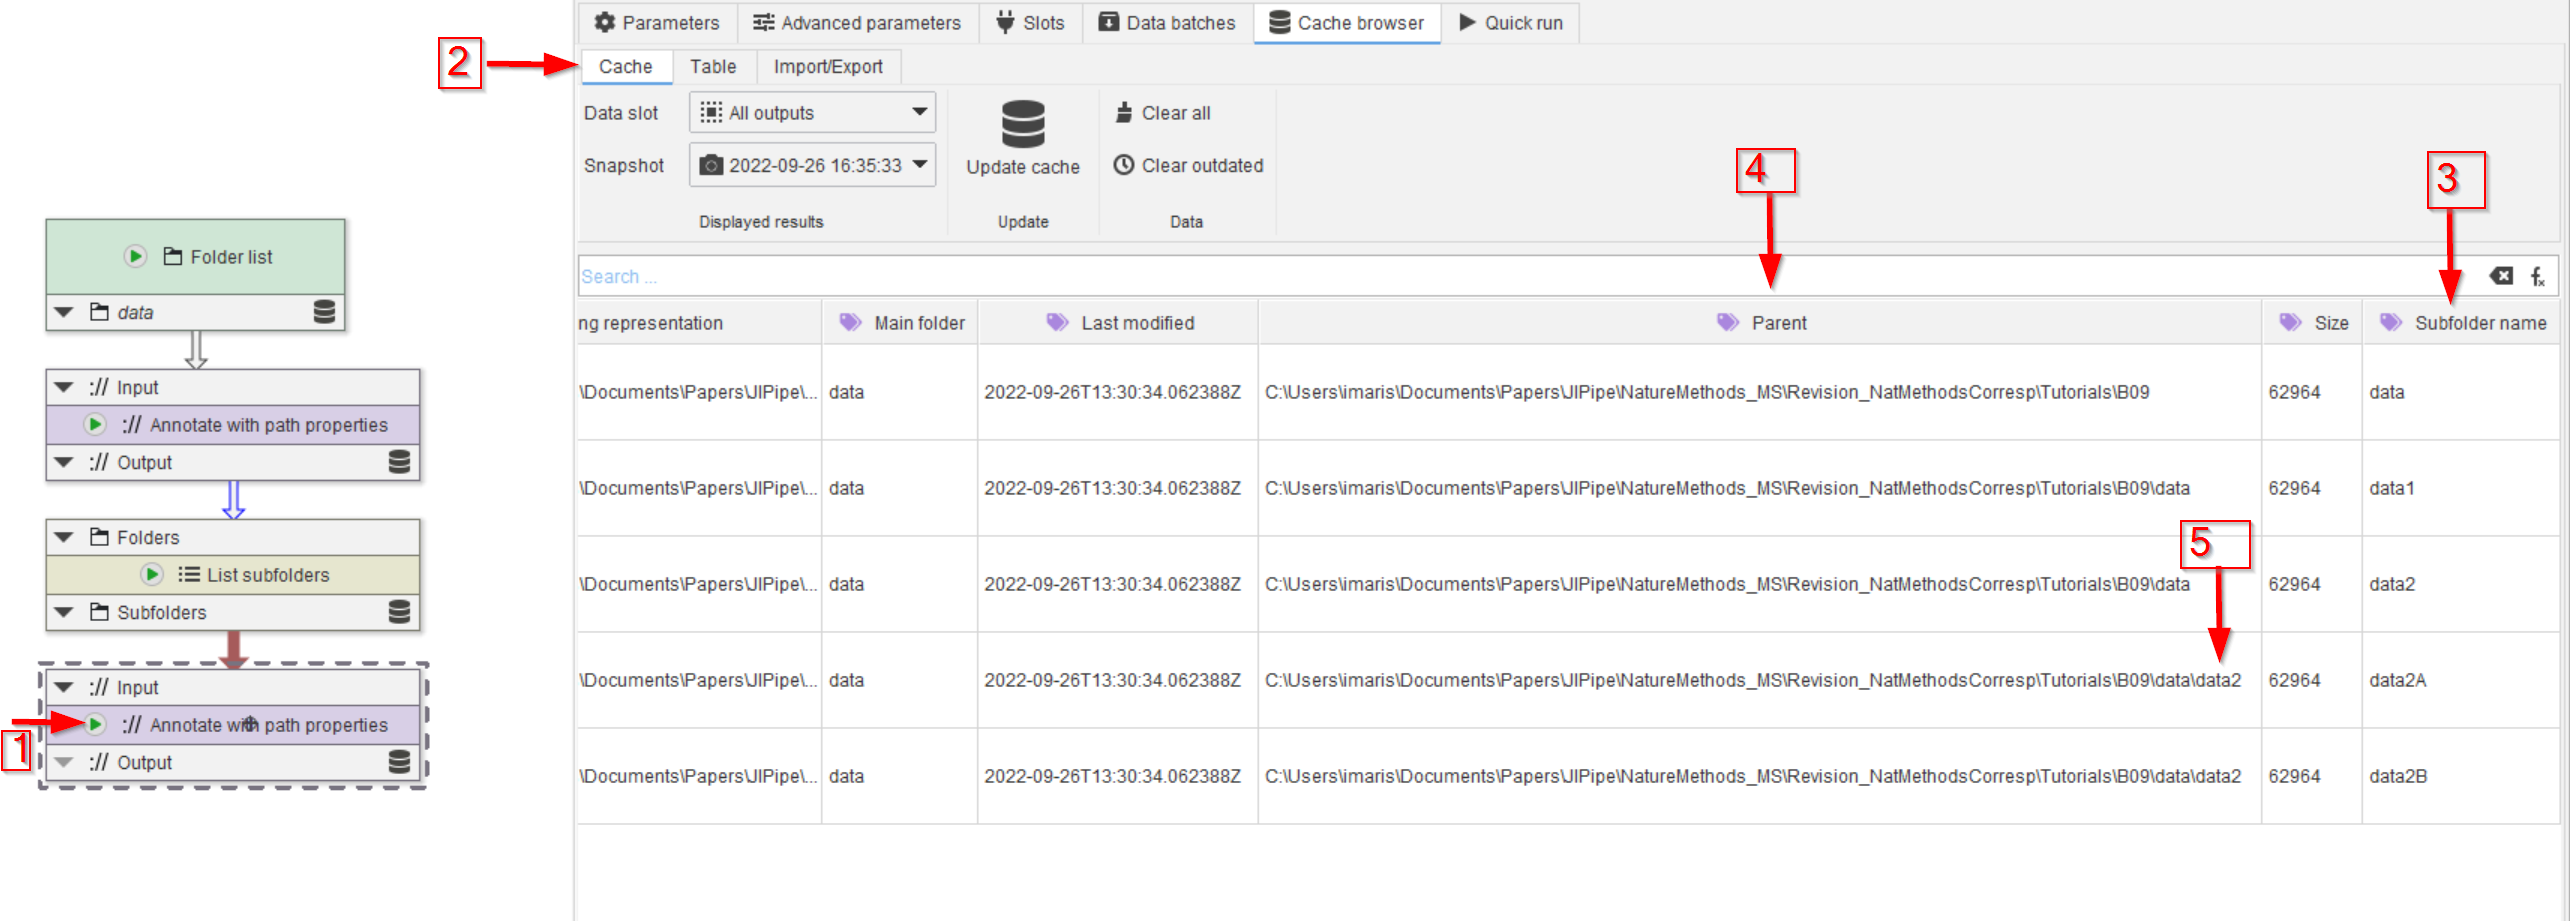 Parameters Advanced parameters Slots Data batches Cache browser Quick run
2
Cache Table Import/Export
Data slot All outputs
Snapshot 2022-09-26 16:35:33
Displayed results
Update cache
Update
Clear all
Clear outdated
Data
4
3
Search ...
ng representation Main folder Last modified Parent Size Subfolder name
\Documents\Papers\JIPipe\... data 2022-09-26T13:30:34.062388Z C:\Users\imaris\Documents\Papers\JIPipe\NatureMethods_MS\Revision_NatMethodsCorresp\Tutorials\B09 62964 data
\Documents\Papers\JIPipe\... data 2022-09-26T13:30:34.062388Z C:\Users\imaris\Documents\Papers\JIPipe\NatureMethods_MS\Revision_NatMethodsCorresp\Tutorials\B09\data 62964 data1
5
\Documents\Papers\JIPipe\... data 2022-09-26T13:30:34.062388Z C:\Users\imaris\Documents\Papers\JIPipe\NatureMethods_MS\Revision_NatMethodsCorresp\Tutorials\B09\data 62964 data2
\Documents\Papers\JIPipe\... data 2022-09-26T13:30:34.062388Z C:\Users\imaris\Documents\Papers\JIPipe\NatureMethods_MS\Revision_NatMethodsCorresp\Tutorials\B09\data\data2 62964 data2A
\Documents\Papers\JIPipe\... data 2022-09-26T13:30:34.062388Z C:\Users\imaris\Documents\Papers\JIPipe\NatureMethods_MS\Revision_NatMethodsCorresp\Tutorials\B09\data\data2 62964 data2B
Folder list
data
:// Input
:// Annotate with path properties
:// Output
Folders
List subfolders
Subfolders
:// Input
1
:// Annotate with path properties
:// Output